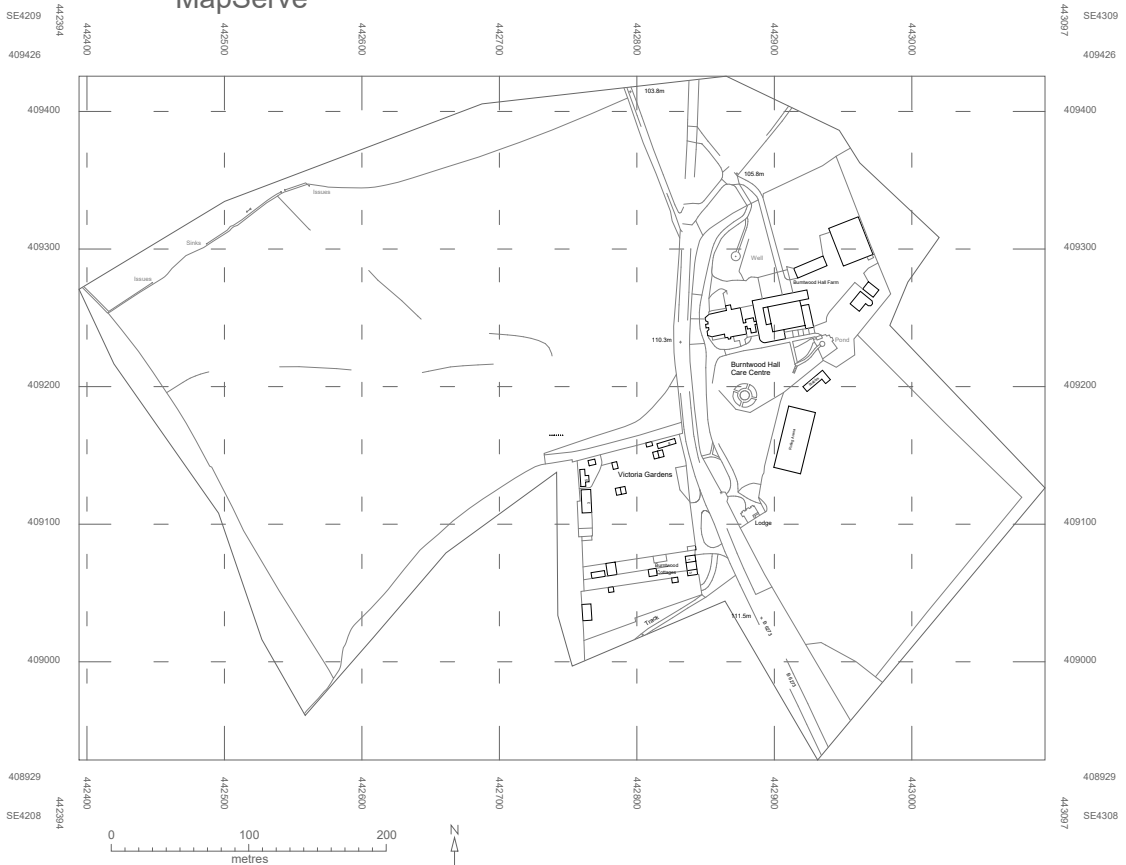 MapServe
SE4209
442394
442400
442500
442600
442700
442800
442900
443000
443097
SE4309
409426
409426
409400
409400
103.8m
105.8m
Issues
Sinks
Issues
409300
409300
Well
Burntwood Hall Farm
110.3m
Pond
Burntwood Hall
Care Centre
409200
409200
Victoria Gardens
409100
409100
Lodge
Burntwood
Cottages
Track
111.5m
B 6273
B 6273
409000
409000
408929
408929
SE4208
442394
442400
442500
442600
442700
442800
442900
443000
443097
SE4308
0
100
200
metres
N